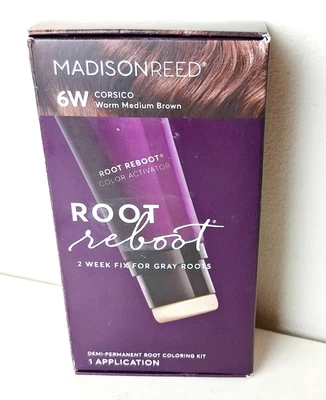 MADISONREED®
6W CORSICO
Warm Medium Brown
ROOT REBOOT®
COLOR ACTIVATOR
ROOT
reboot®
2 WEEK FIX FOR GRAY ROOTS
DEMI-PERMANENT ROOT COLORING KIT
1 APPLICATION